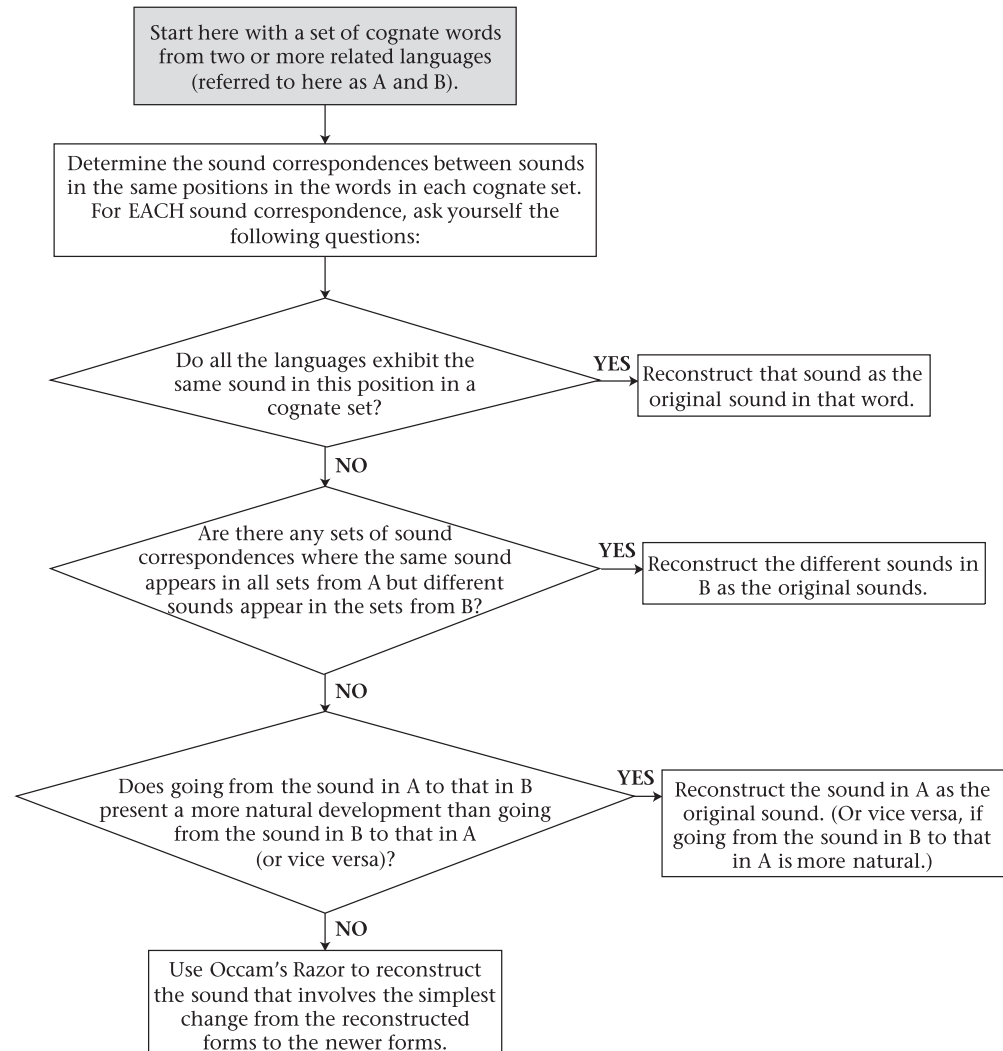 Start here with a set of cognate words
from two or more related languages
(referred to here as A and B).
Determine the sound correspondences between sounds
in the same positions in the words in each cognate set.
For EACH sound correspondence, ask yourself the
following questions:
Do all the languages exhibit the
same sound in this position in a
cognate set?
YES
Reconstruct that sound as the
original sound in that word.
NO
Are there any sets of sound
correspondences where the same sound
appears in all sets from A but different
sounds appear in the sets from B?
YES
Reconstruct the different sounds in
B as the original sounds.
NO
Does going from the sound in A to that in B
present a more natural development than going
from the sound in B to that in A
(or vice versa)?
YES
Reconstruct the sound in A as the
original sound. (Or vice versa, if
going from the sound in B to that
in A is more natural.)
NO
Use Occam's Razor to reconstruct
the sound that involves the simplest
change from the reconstructed
forms to the newer forms.